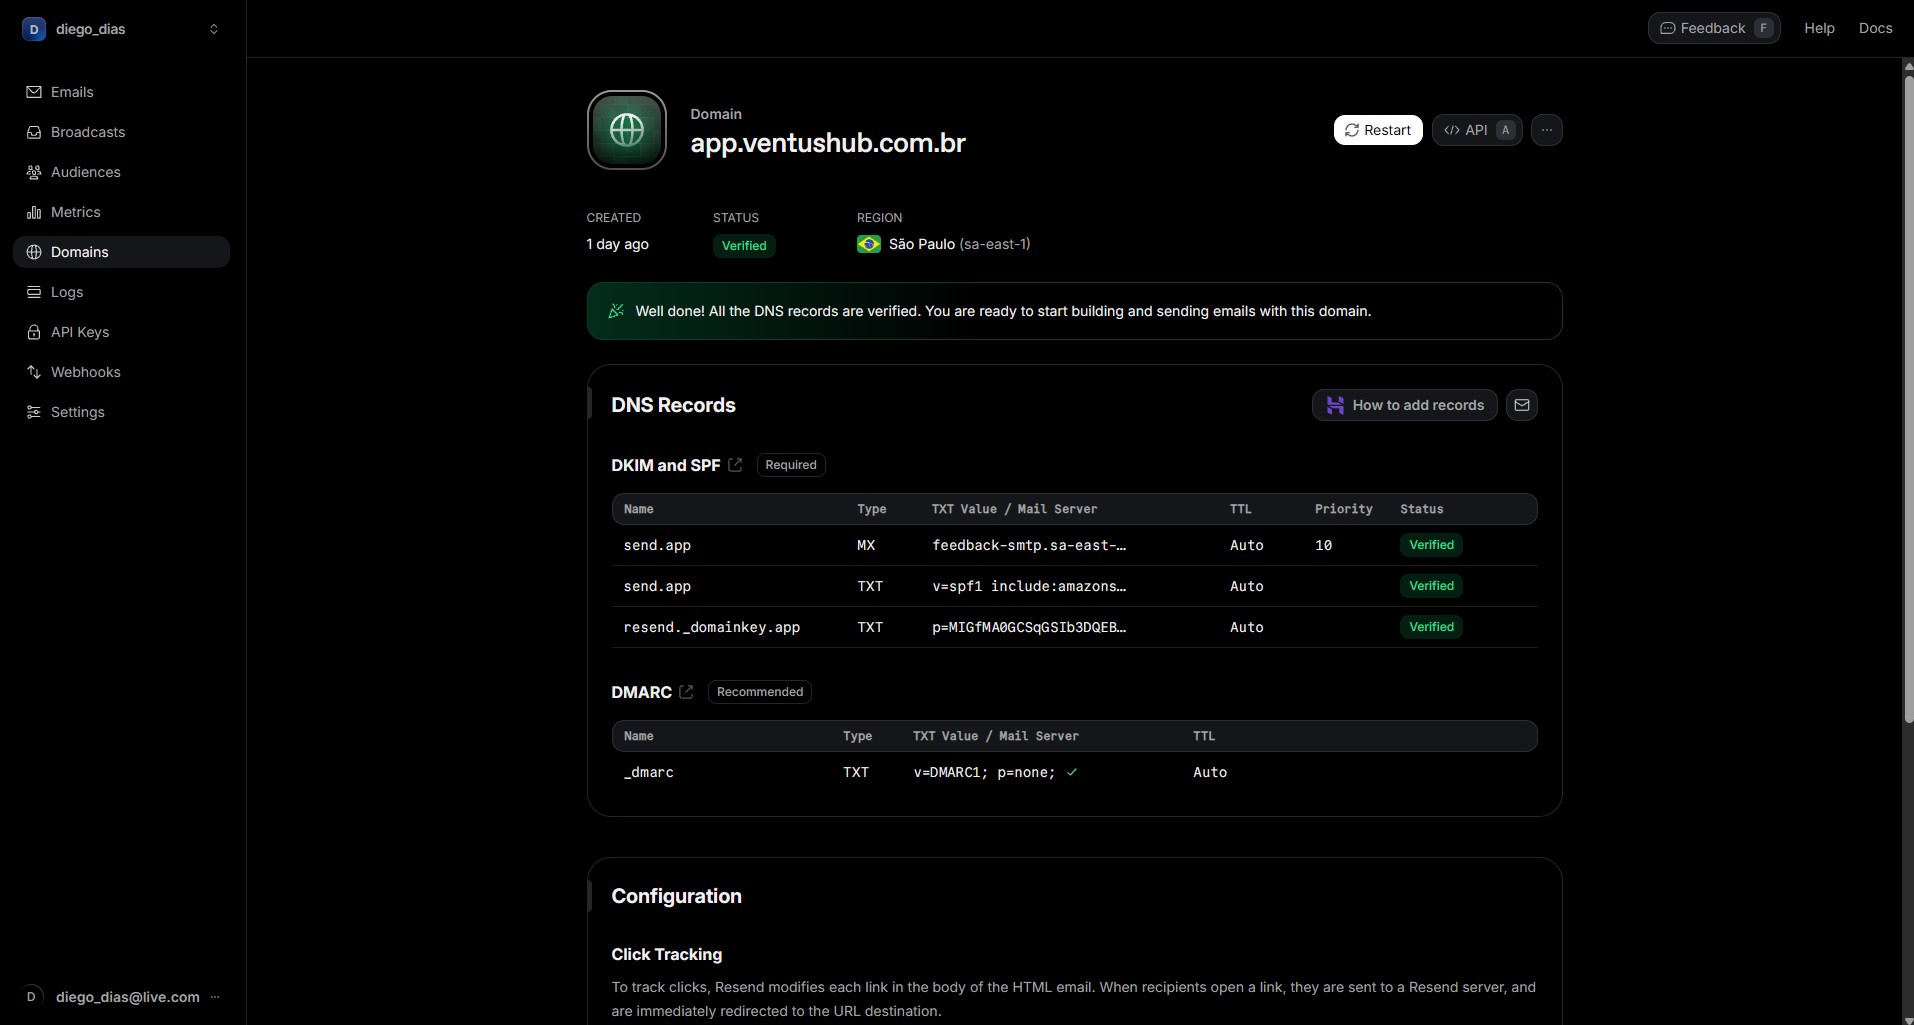 D diego_dias
Feedback F Help Docs
Emails
Broadcasts
Audiences
Metrics
Domains
Logs
API Keys
Webhooks
Settings
D diego_dias@live.com ...
Domain
app.ventushub.com.br
Restart
API A
...
CREATED STATUS REGION
1 day ago Verified São Paulo (sa-east-1)
Well done! All the DNS records are verified. You are ready to start building and sending emails with this domain.
DNS Records How to add records
DKIM and SPF Required
Name Type TXT Value / Mail Server TTL Priority Status
send.app MX feedback-smtp.sa-east-… Auto 10 Verified
send.app TXT v=spf1 include:amazons… Auto Verified
resend._domainkey.app TXT p=MIGfMA0GCSqGSIb3DQEB… Auto Verified
DMARC Recommended
Name Type TXT Value / Mail Server TTL
_dmarc TXT v=DMARC1; p=none; Auto
Configuration
Click Tracking
To track clicks, Resend modifies each link in the body of the HTML email. When recipients open a link, they are sent to a Resend server, and
are immediately redirected to the URL destination.